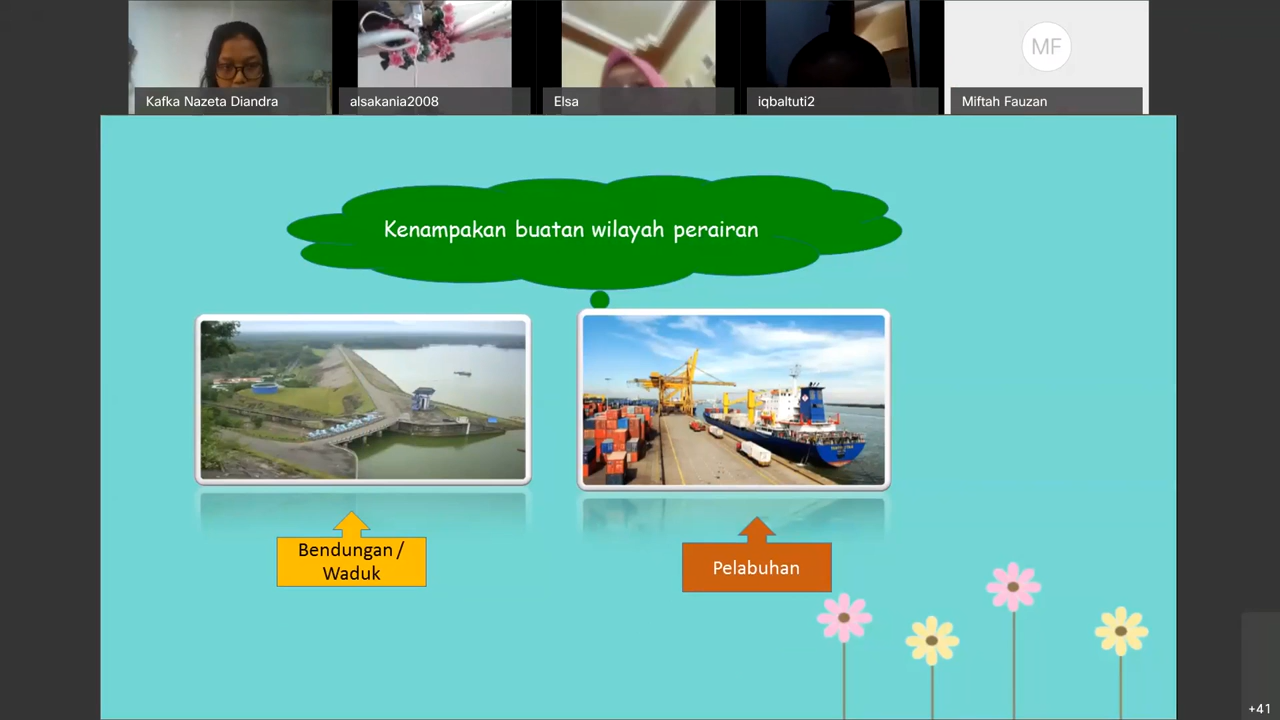 Kafka Nazeta Diandra
alsakania2008
Elsa
iqbaltuti2
MF
Miftah Fauzan
Kenampakan buatan wilayah perairan
Bendungan /
Waduk
Pelabuhan
+41